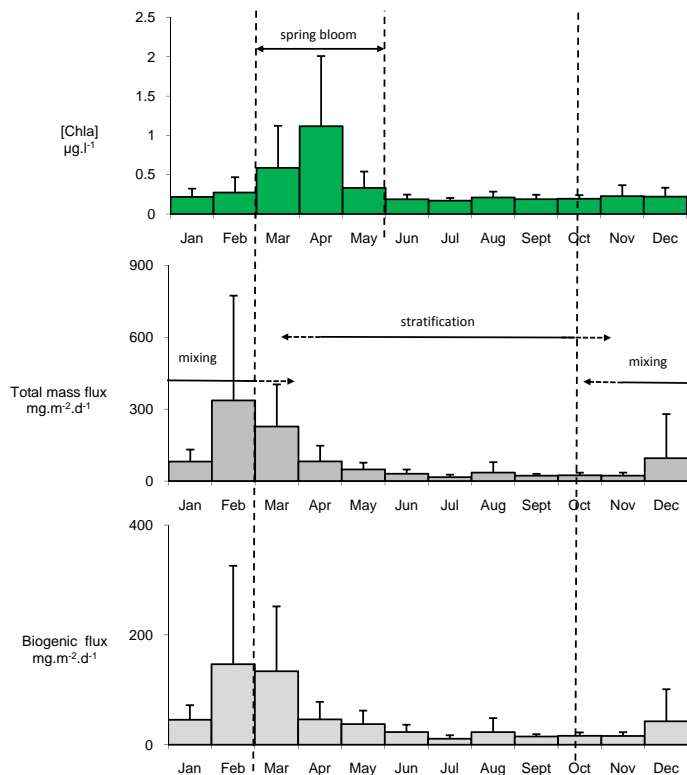 2.5
spring bloom
2
1.5
[Chla]
µg.l-1
1
0.5
0
Jan Feb Mar Apr May Jun Jul Aug Sept Oct Nov Dec
900
600
stratification
mixing
mixing
Total mass flux
mg.m-2.d-1
300
0
Jan Feb Mar Apr May Jun Jul Aug Sept Oct Nov Dec
400
Biogenic flux
mg.m-2.d-1
200
0
Jan Feb Mar Apr May Jun Jul Aug Sept Oct Nov Dec